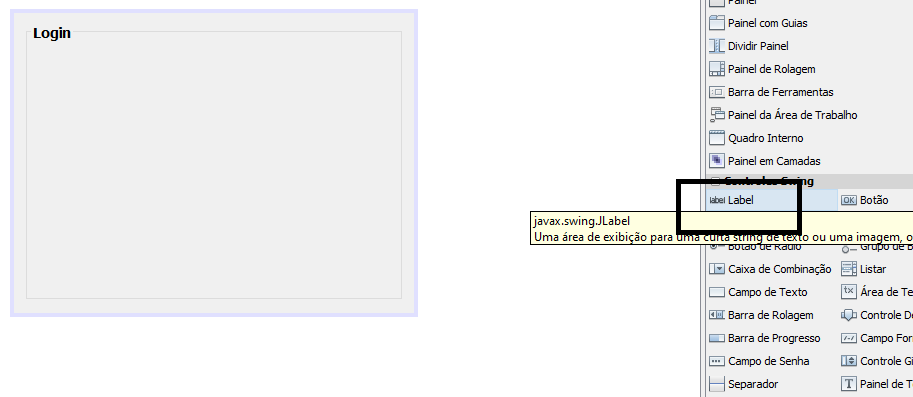 Login
Painel
Painel com Guias
Dividir Painel
Painel de Rolagem
Barra de Ferramentas
Painel da Área de Trabalho
Quadro Interno
Painel em Camadas
Controles Swing
label Label
OK Botão
javax.swing.JLabel
Uma área de exibição para uma curta string de texto ou uma imagem, o
Botão de Rádio
Grupo de B
Caixa de Combinação
Listar
Campo de Texto
tx Área de Te
Barra de Rolagem
Controle De
Barra de Progresso
Campo For
Campo de Senha
Controle Gi
Separador
T Painel de T